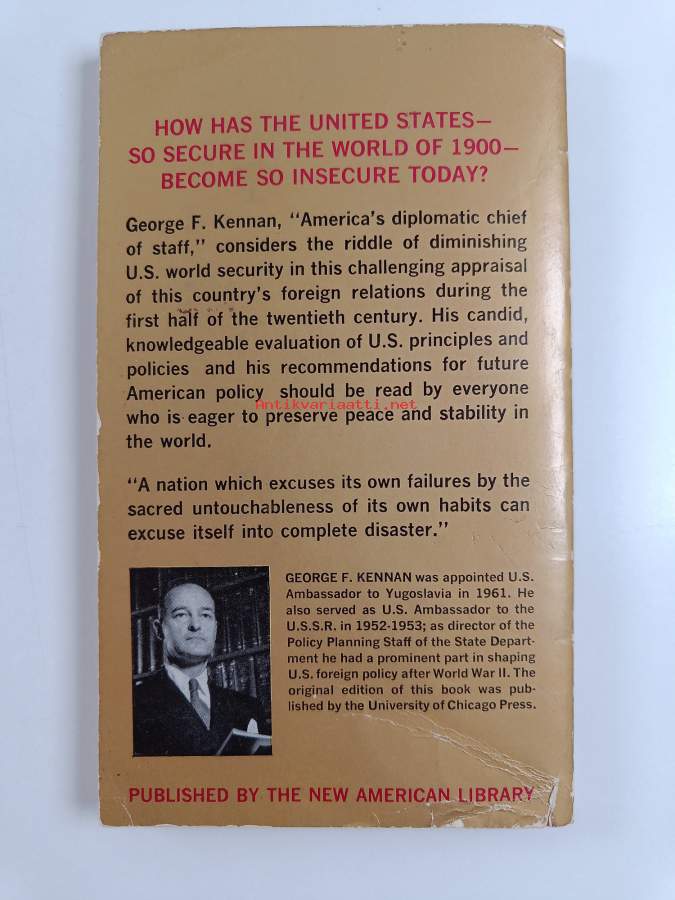 HOW HAS THE UNITED STATES—
SO SECURE IN THE WORLD OF 1900—
BECOME SO INSECURE TODAY?
George F. Kennan, "America's diplomatic chief
of staff," considers the riddle of diminishing
U.S. world security in this challenging appraisal
of this country's foreign relations during the
first half of the twentieth century. His candid,
knowledgeable evaluation of U.S. principles and
policies and his recommendations for future
American policy should be read by everyone
Antikvariaatti.net
who is eager to preserve peace and stability in
the world.
"A nation which excuses its own failures by the
sacred untouchableness of its own habits can
excuse itself into complete disaster."
GEORGE F. KENNAN was appointed U.S.
Ambassador to Yugoslavia in 1961. He
also served as U.S. Ambassador to the
U.S.S.R. in 1952-1953; as director of the
Policy Planning Staff of the State Depart-
ment he had a prominent part in shaping
U.S. foreign policy after World War II. The
original edition of this book was pub-
lished by the University of Chicago Press.
PUBLISHED BY THE NEW AMERICAN LIBRARY